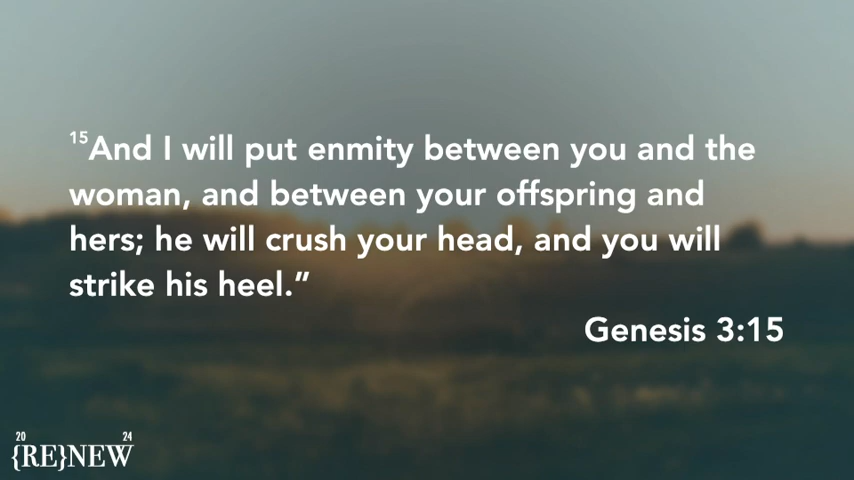 ¹⁵And I will put enmity between you and the
woman, and between your offspring and
hers; he will crush your head, and you will
strike his heel.”
Genesis 3:15
20 24
{RE}NEW